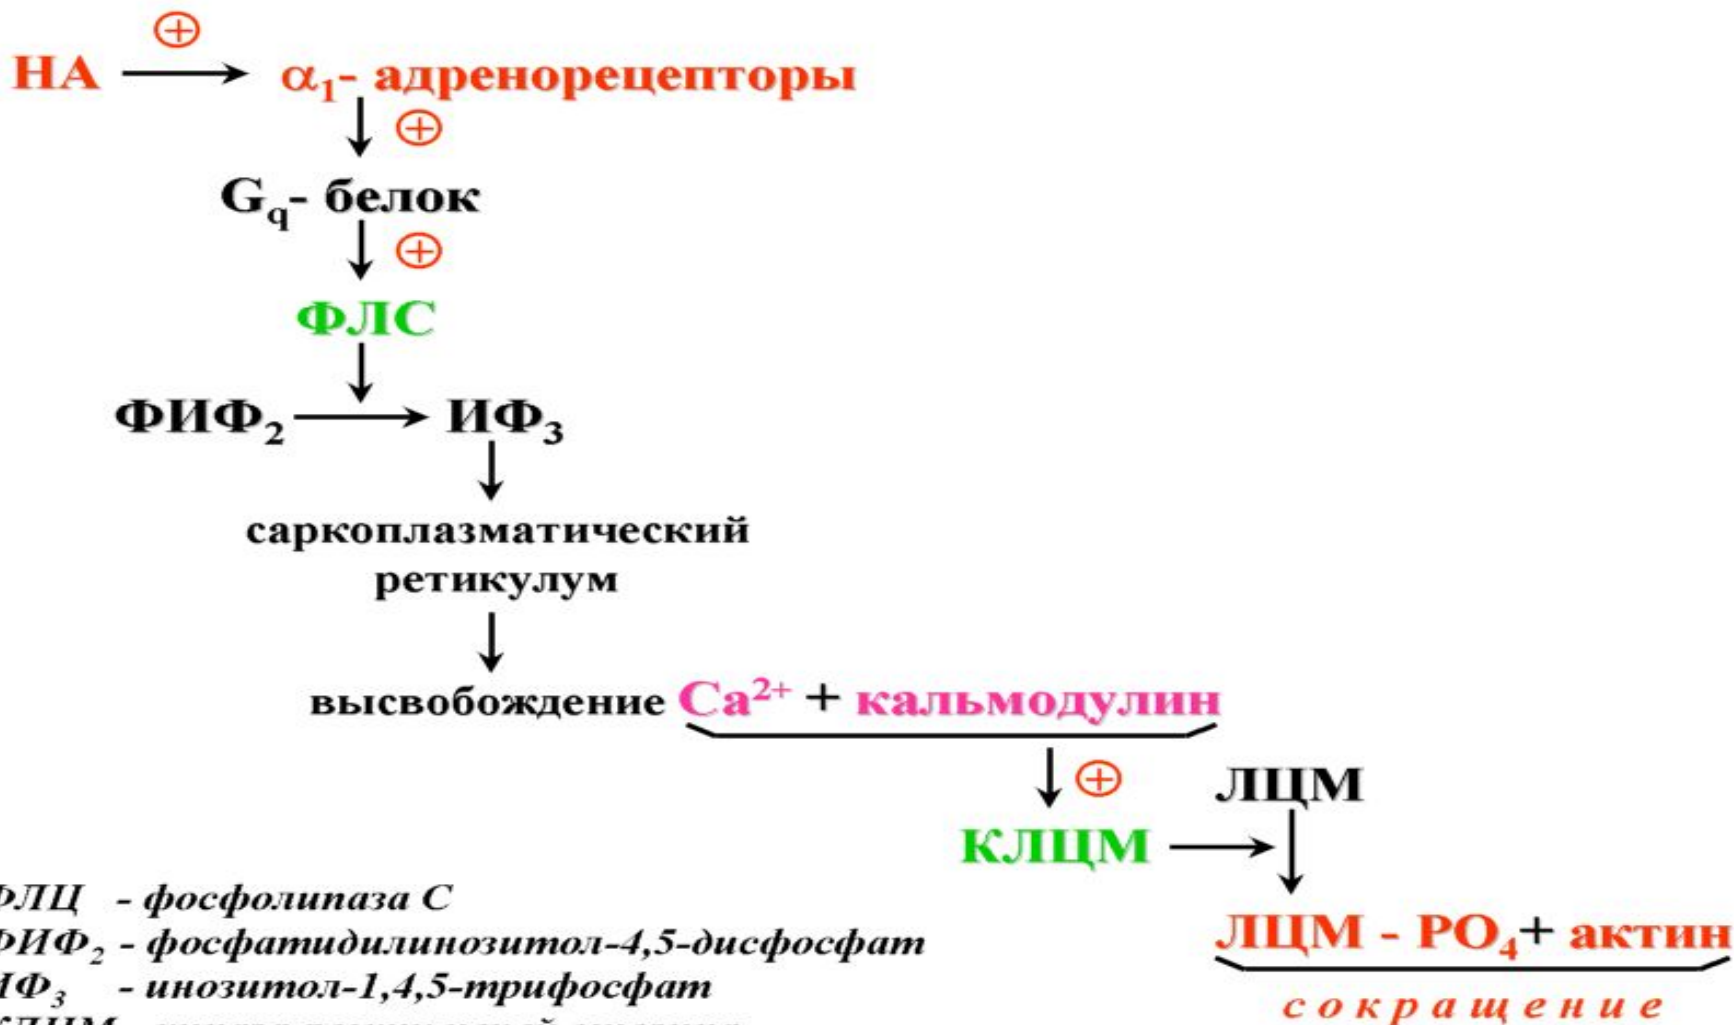 ⊕
НА → α₁- адренорецепторы
⊕
Gq- белок
⊕
ФЛС
ФИФ₂ → ИФ₃
саркоплазматический
ретикулум
высвобождение Ca²⁺ + кальмодулин
⊕
ЛЦМ
КЛЦМ
ЛЦМ - PO₄+ актин
сокращение
ФЛЦ - фосфолипаза С
ФИФ₂ - фосфатидилинозитол-4,5-дисфосфат
ИФ₃ - инозитол-1,4,5-трифосфат